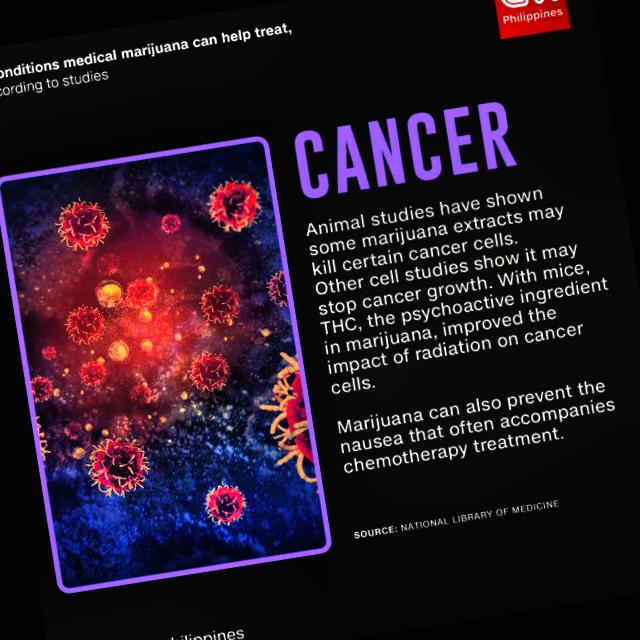 onditions medical marijuana can help treat,
cording to studies
Philippines
CANCER
Animal studies have shown
some marijuana extracts may
kill certain cancer cells.
Other cell studies show it may
stop cancer growth. With mice,
THC, the psychoactive ingredient
in marijuana, improved the
impact of radiation on cancer
cells.
Marijuana can also prevent the
nausea that often accompanies
chemotherapy treatment.
SOURCE: NATIONAL LIBRARY OF MEDICINE
hilippines